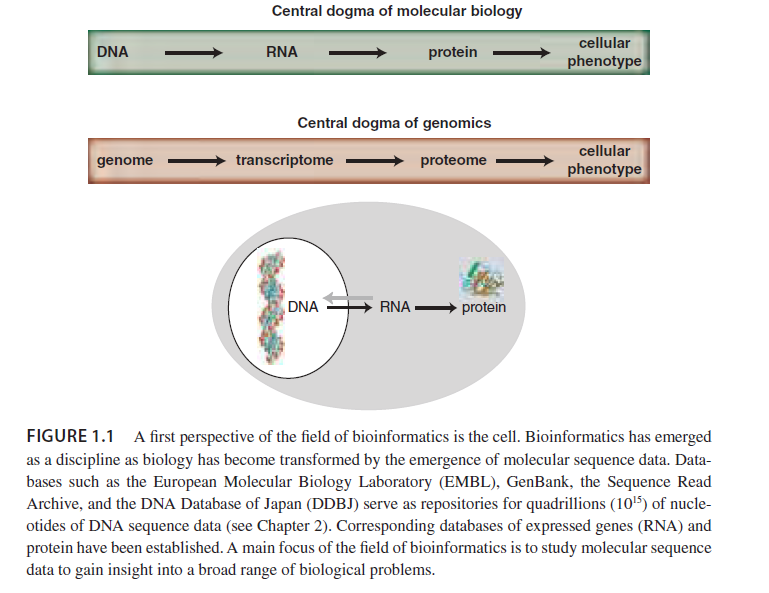 Central dogma of molecular biology
DNA RNA protein cellular phenotype
Central dogma of genomics
genome transcriptome proteome cellular phenotype
DNA RNA protein
FIGURE 1.1 A first perspective of the field of bioinformatics is the cell. Bioinformatics has emerged
as a discipline as biology has become transformed by the emergence of molecular sequence data. Data-
bases such as the European Molecular Biology Laboratory (EMBL), GenBank, the Sequence Read
Archive, and the DNA Database of Japan (DDBJ) serve as repositories for quadrillions (10¹⁵) of nucle-
otides of DNA sequence data (see Chapter 2). Corresponding databases of expressed genes (RNA) and
protein have been established. A main focus of the field of bioinformatics is to study molecular sequence
data to gain insight into a broad range of biological problems.